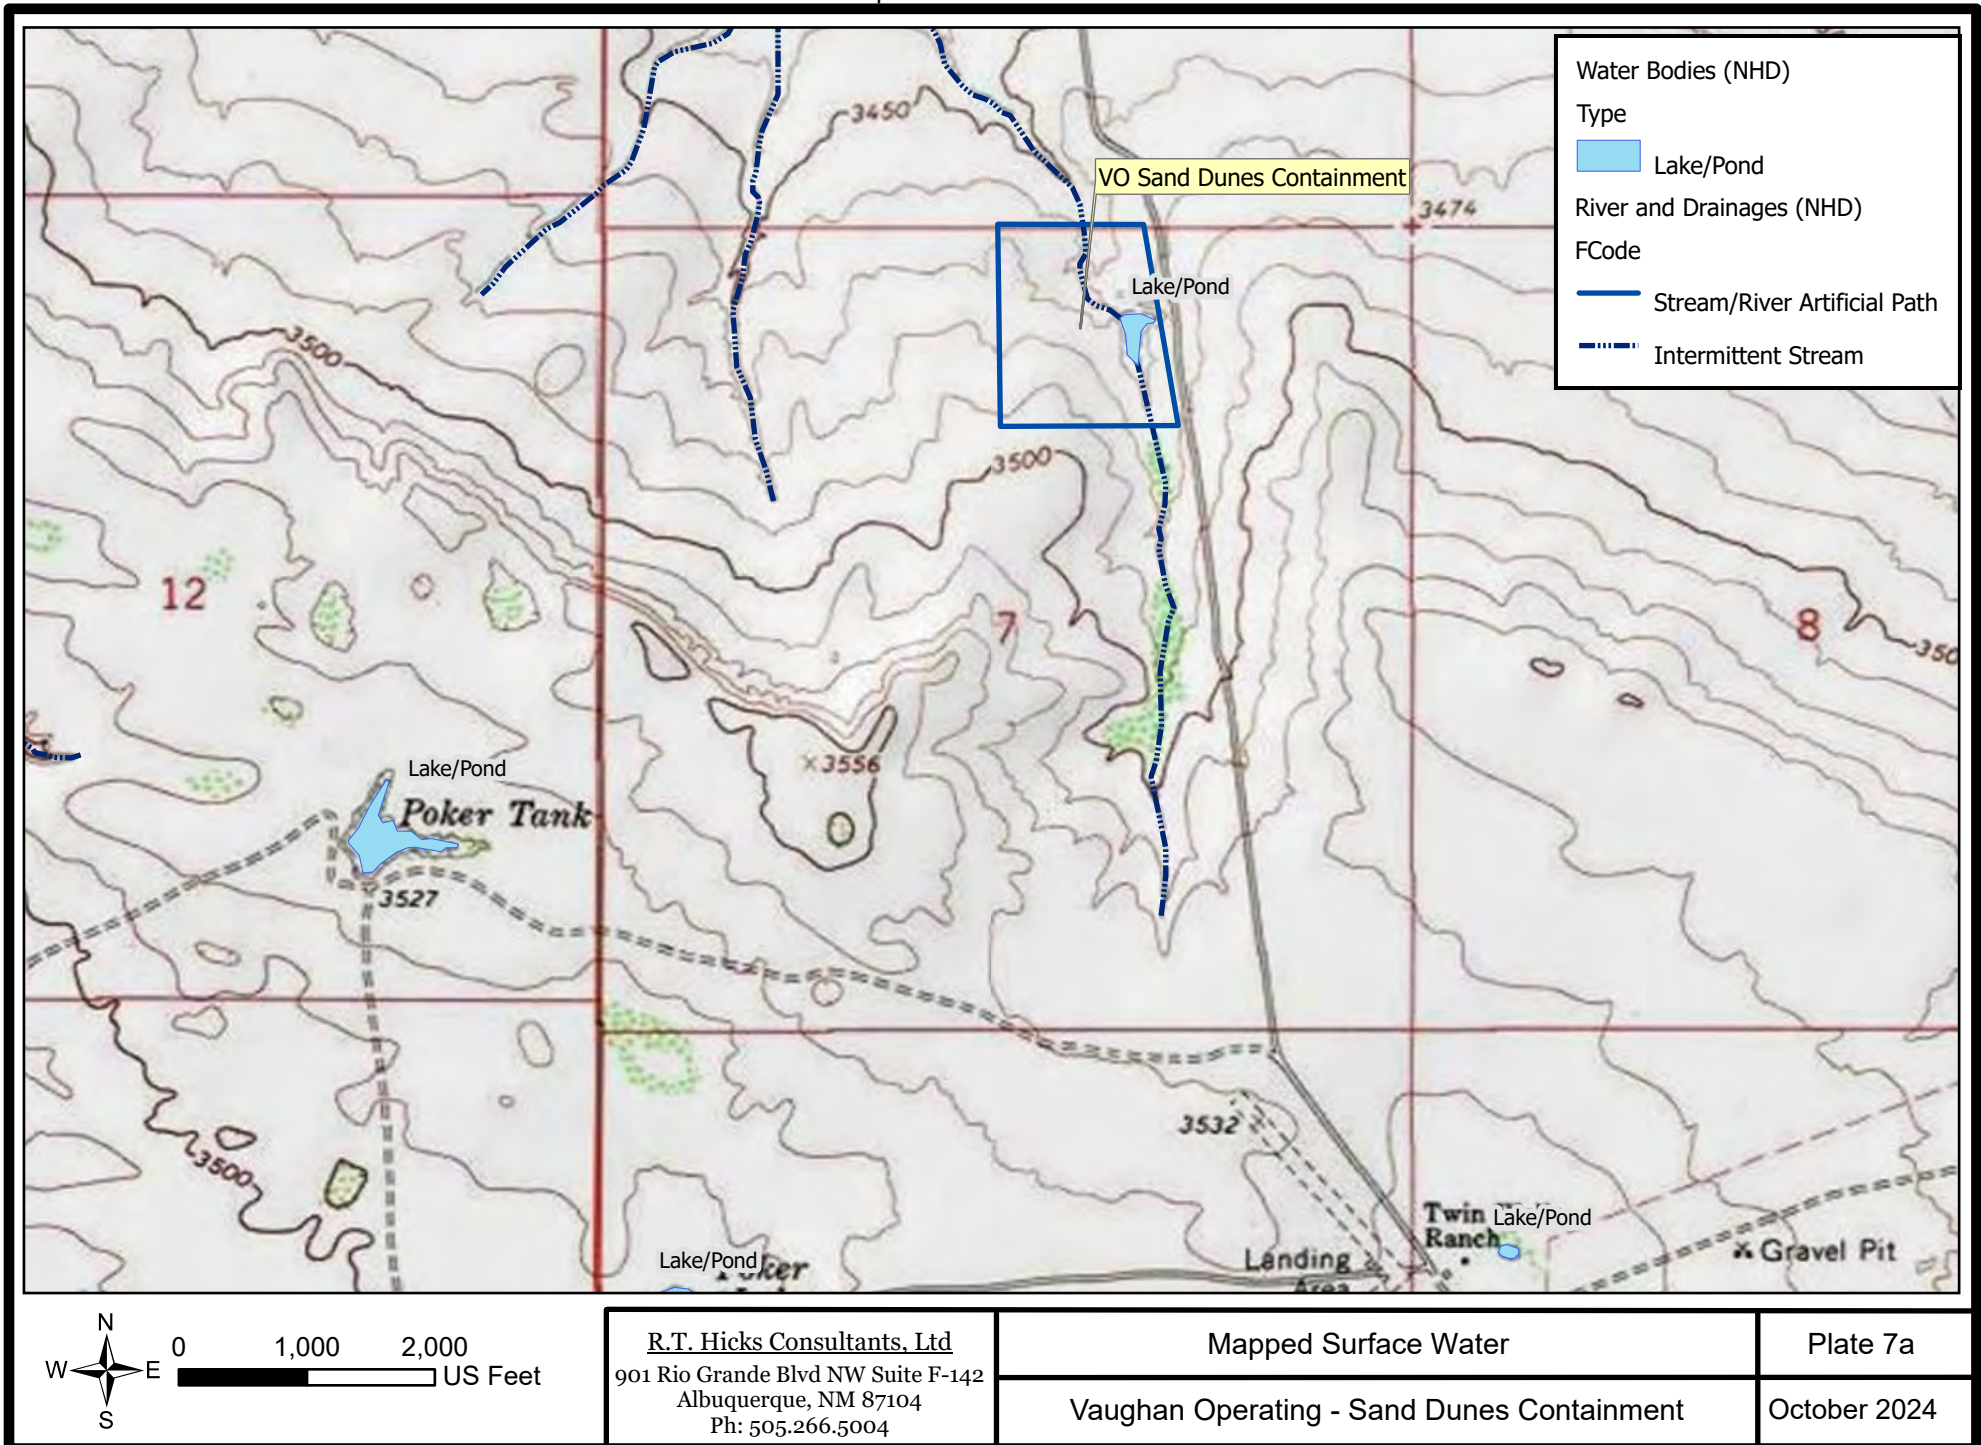 Water Bodies (NHD)
Type
Lake/Pond
River and Drainages (NHD)
FCode
Stream/River Artificial Path
Intermittent Stream
3450
VO Sand Dunes Containment
3474
Lake/Pond
3500
3500
12
7
8
350
Lake/Pond
Poker Tank
3556
3527
3532
3500
Twin
Ranch
Lake/Pond
Lake/Pond
Landing
Area
Gravel Pit
N
W
E
S
0
1,000
2,000
US Feet
R.T. Hicks Consultants, Ltd
901 Rio Grande Blvd NW Suite F-142
Albuquerque, NM 87104
Ph: 505.266.5004
Mapped Surface Water
Vaughan Operating - Sand Dunes Containment
Plate 7a
October 2024